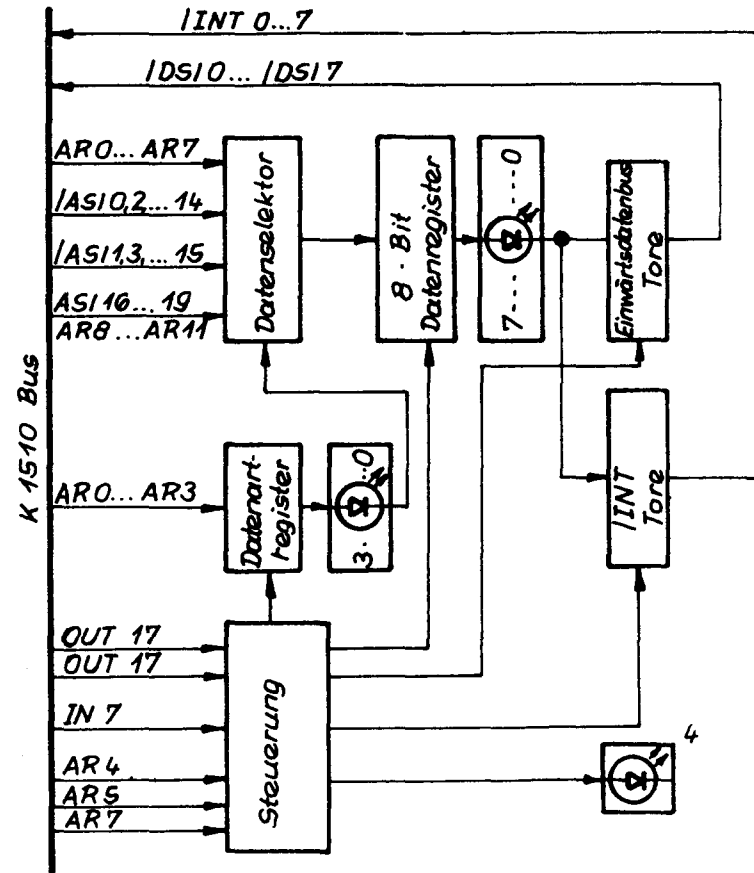 /INT 0...7
/DSI 0... /DSI 7
AR0... AR7
/ASI 0,2... 14
/ASI 1,3,... 15
ASI 16... 19
AR8...AR11
Datenselektor
8-Bit
Datenregister
7-----0
Einwärtsdatenbus
Tore
K 1510 Bus
AR0... AR3
Datenart-
register
3. ..0
/INT
Tore
OUT 17
OUT 17
IN 7
AR4
AR5
AR7
Steuerung
4